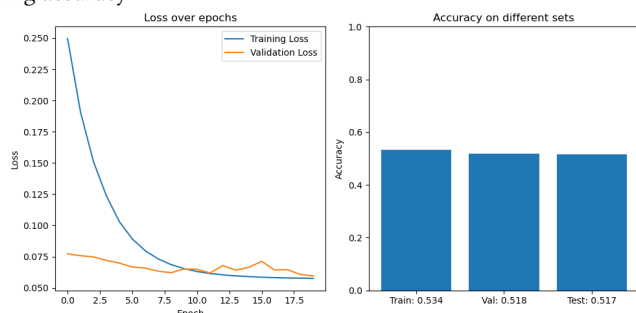 accuracy
Loss over epochs
Training Loss
Validation Loss
0.250
0.225
0.200
0.175
0.150
0.125
0.100
0.075
0.050
Loss
0.0 2.5 5.0 7.5 10.0 12.5 15.0 17.5
Epoch
Accuracy on different sets
1.0
0.8
0.6
0.4
0.2
0.0
Accuracy
Train: 0.534 Val: 0.518 Test: 0.517